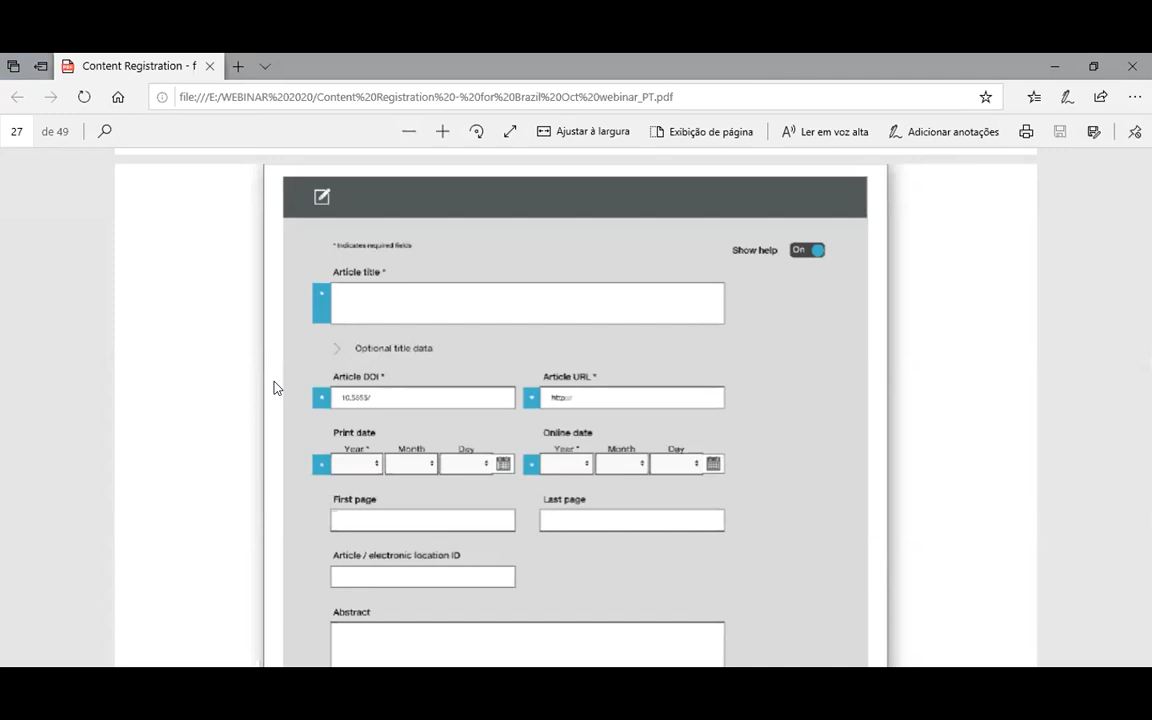 Content Registration - f
file:///E:/WEBINAR%202020/Content%20Registration%20-%20for%20Brazil%20Oct%20webinar_PT.pdf
27 de 49 Ajustar à largura Exibição de página Ler em voz alta Adicionar anotações
* Indicates required fields
Show help On
Article title *
Optional title data
Article DOI * Article URL *
10.5555/ http://
Print date Online date
Year * Month Day Year * Month Day
First page Last page
Article / electronic location ID
Abstract